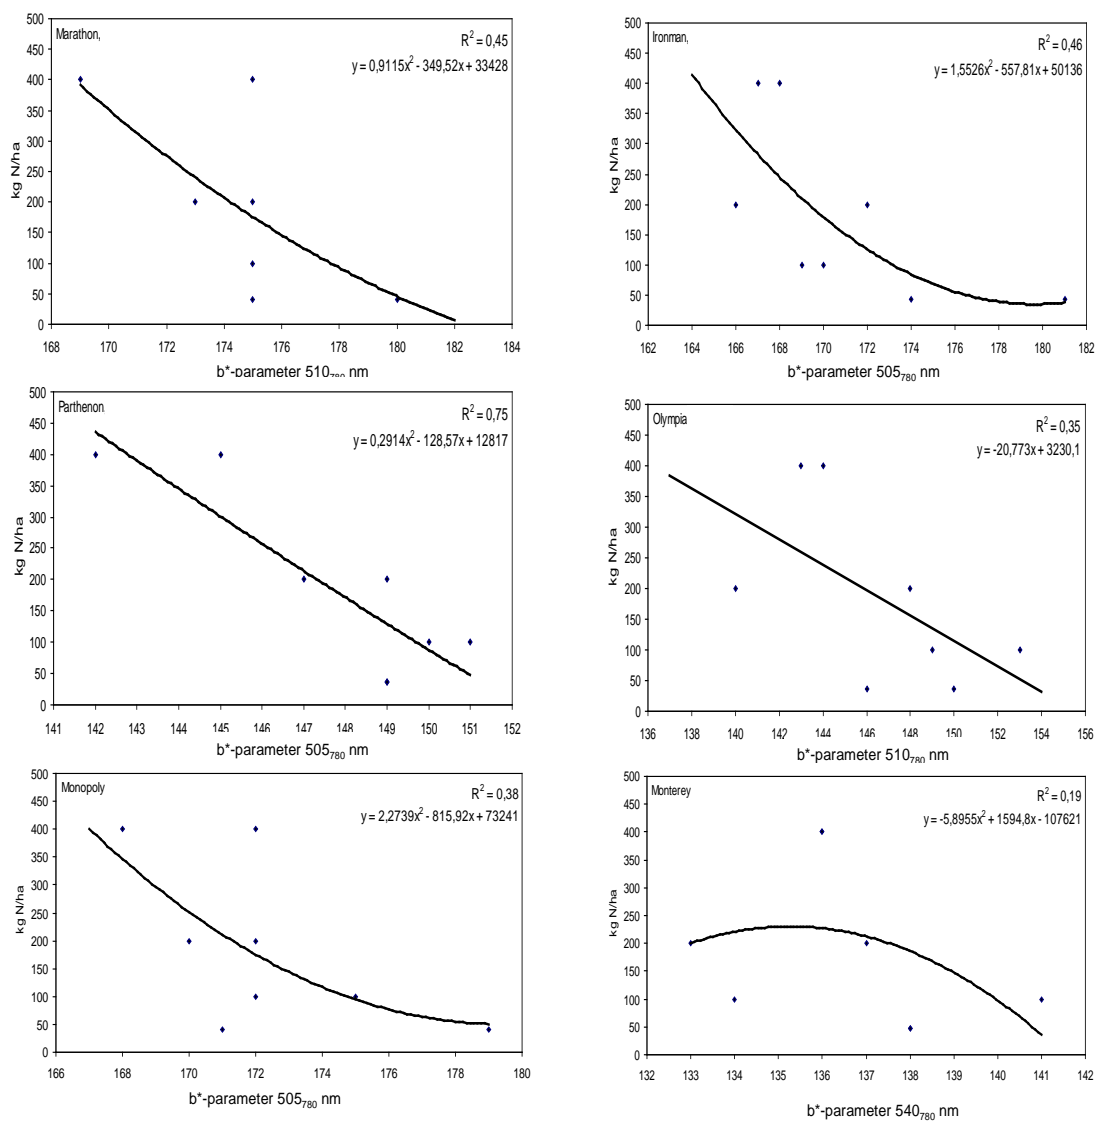 Marathon,
R² = 0,45
y = 0,9115x² - 349,52x + 33428
500
450
400
350
300
250
200
150
100
50
0
kg N/ha
168 170 172 174 176 178 180 182 184
b*-parameter 510₇₈₀ nm
Ironman,
R² = 0,46
y = 1,5526x² - 557,81x + 50136
500
450
400
350
300
250
200
150
100
50
0
kg N/ha
162 164 166 168 170 172 174 176 178 180 182
b*-parameter 505₇₈₀ nm
Parthenon
R² = 0,75
y = 0,2914x² - 128,57x + 12817
500
450
400
350
300
250
200
150
100
50
0
kg N/ha
141 142 143 144 145 146 147 148 149 150 151 152
b*-parameter 505₇₈₀ nm
Olympia
R² = 0,35
y = -20,773x + 3230,1
500
450
400
350
300
250
200
150
100
50
0
kg N/ha
136 138 140 142 144 146 148 150 152 154 156
b*-parameter 510₇₈₀ nm
Monopoly
R² = 0,38
y = 2,2739x² - 815,92x + 73241
500
450
400
350
300
250
200
150
100
50
0
kg N/ha
166 168 170 172 174 176 178 180
b*-parameter 505₇₈₀ nm
Monterey
R² = 0,19
y = -5,8955x² + 1594,8x - 107621
500
450
400
350
300
250
200
150
100
50
0
kg N/ha
132 133 134 135 136 137 138 139 140 141 142
b*-parameter 540₇₈₀ nm